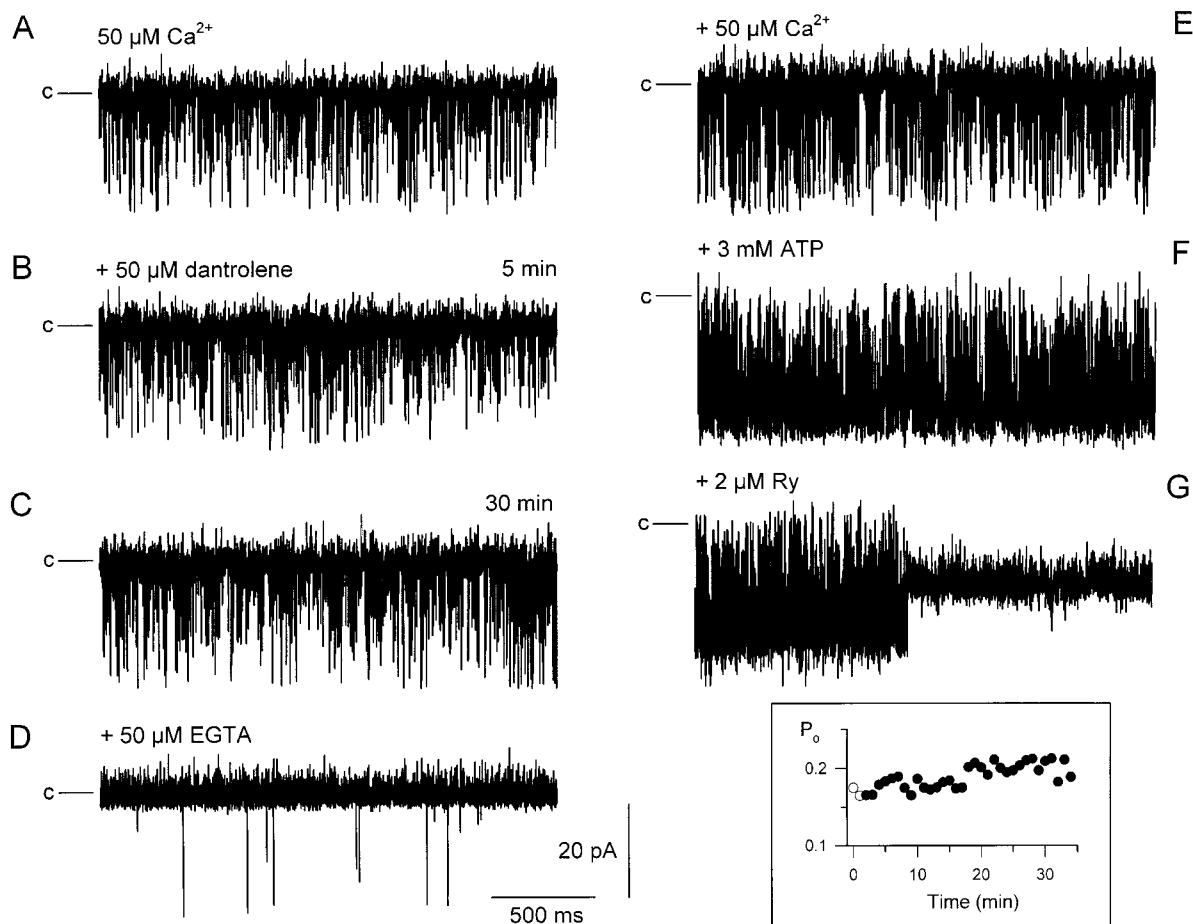 A
50 µM Ca²⁺
c
B
+ 50 µM dantrolene
5 min
c
C
30 min
c
D
+ 50 µM EGTA
c
20 pA
500 ms
E
+ 50 µM Ca²⁺
c
F
+ 3 mM ATP
c
G
+ 2 µM Ry
c
Pₒ
0.2
0.1
0 10 20 30
Time (min)